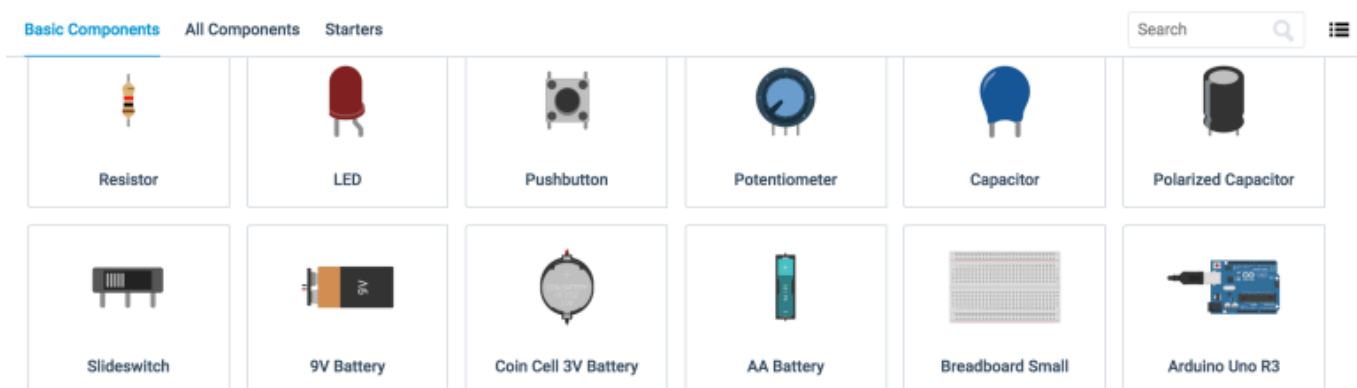 Basic Components All Components Starters Search
Resistor LED Pushbutton Potentiometer Capacitor Polarized Capacitor
9V
Slideswitch 9V Battery Coin Cell 3V Battery AA Battery Breadboard Small Arduino Uno R3